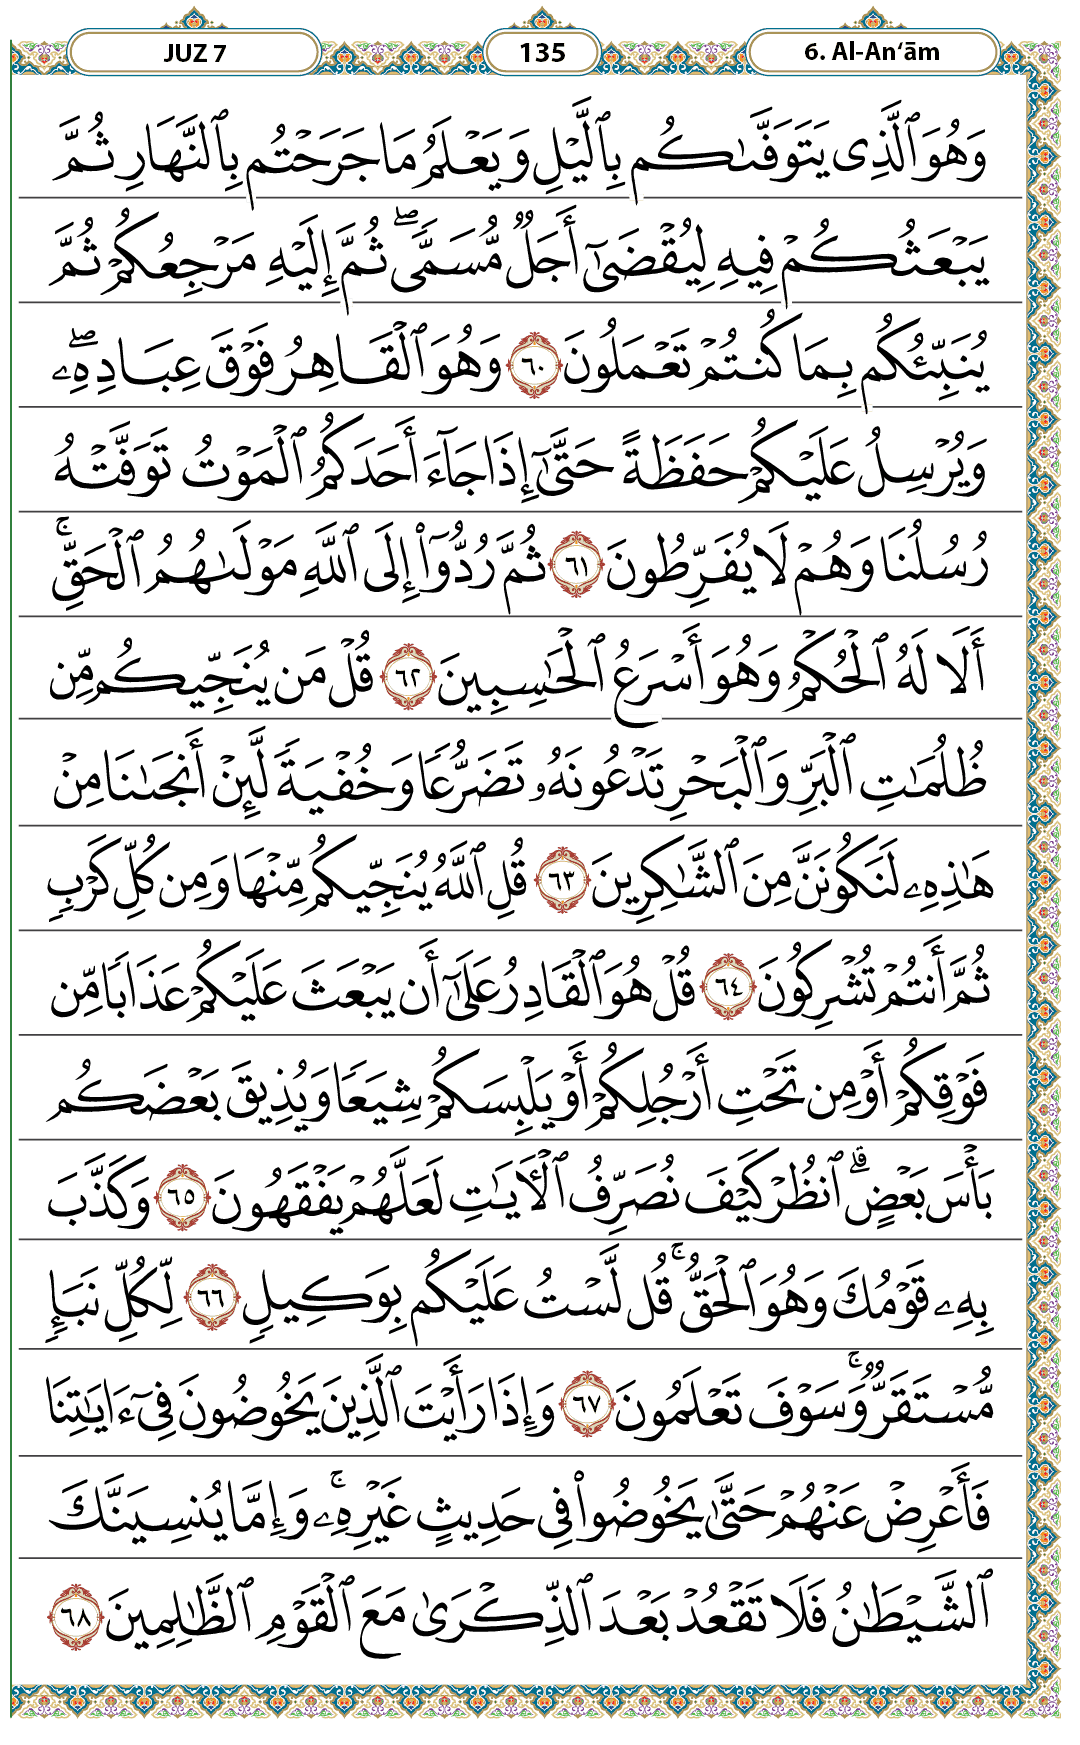 JUZ 7
135
6. Al-An‘ām
وَهُوَ ٱلَّذِى يَتَوَفَّىٰكُم بِٱلَّيْلِ وَيَعْلَمُ مَا جَرَحْتُم بِٱلنَّهَارِ ثُمَّ
يَبْعَثُكُمْ فِيهِ لِيُقْضَىٰٓ أَجَلٌ مُّسَمًّى ۖ ثُمَّ إِلَيْهِ مَرْجِعُكُمْ ثُمَّ
يُنَبِّئُكُم بِمَا كُنتُمْ تَعْمَلُونَ ٦٠ وَهُوَ ٱلْقَاهِرُ فَوْقَ عِبَادِهِۦ ۖ
وَيُرْسِلُ عَلَيْكُمْ حَفَظَةً حَتَّىٰٓ إِذَا جَآءَ أَحَدَكُمُ ٱلْمَوْتُ تَوَفَّتْهُ
رُسُلُنَا وَهُمْ لَا يُفَرِّطُونَ ٦١ ثُمَّ رُدُّوٓا۟ إِلَى ٱللَّهِ مَوْلَىٰهُمُ ٱلْحَقِّ ۚ
أَلَا لَهُ ٱلْحُكْمُ وَهُوَ أَسْرَعُ ٱلْحَٰسِبِينَ ٦٢ قُلْ مَن يُنَجِّيكُم مِّن
ظُلُمَٰتِ ٱلْبَرِّ وَٱلْبَحْرِ تَدْعُونَهُۥ تَضَرُّعًا وَخُفْيَةً لَّئِنْ أَنجَىٰنَا مِنْ
هَٰذِهِۦ لَنَكُونَنَّ مِنَ ٱلشَّٰكِرِينَ ٦٣ قُلِ ٱللَّهُ يُنَجِّيكُم مِّنْهَا وَمِن كُلِّ كَرْبٍ
ثُمَّ أَنتُمْ تُشْرِكُونَ ٦٤ قُلْ هُوَ ٱلْقَادِرُ عَلَىٰٓ أَن يَبْعَثَ عَلَيْكُمْ عَذَابًا مِّن
فَوْقِكُمْ أَوْ مِن تَحْتِ أَرْجُلِكُمْ أَوْ يَلْبِسَكُمْ شِيَعًا وَيُذِيقَ بَعْضَكُم
بَأْسَ بَعْضٍ ۗ ٱنظُرْ كَيْفَ نُصَرِّفُ ٱلْـَٔايَٰتِ لَعَلَّهُمْ يَفْقَهُونَ ٦٥ وَكَذَّبَ
بِهِۦ قَوْمُكَ وَهُوَ ٱلْحَقُّ ۚ قُل لَّسْتُ عَلَيْكُم بِوَكِيلٍ ٦٦ لِّكُلِّ نَبَإٍ
مُّسْتَقَرٌّ ۚ وَسَوْفَ تَعْلَمُونَ ٦٧ وَإِذَا رَأَيْتَ ٱلَّذِينَ يَخُوضُونَ فِىٓ ءَايَٰتِنَا
فَأَعْرِضْ عَنْهُمْ حَتَّىٰ يَخُوضُوا۟ فِى حَدِيثٍ غَيْرِهِۦ ۚ وَإِمَّا يُنسِيَنَّكَ
ٱلشَّيْطَٰنُ فَلَا تَقْعُدْ بَعْدَ ٱلذِّكْرَىٰ مَعَ ٱلْقَوْمِ ٱلظَّٰلِمِينَ ٦٨